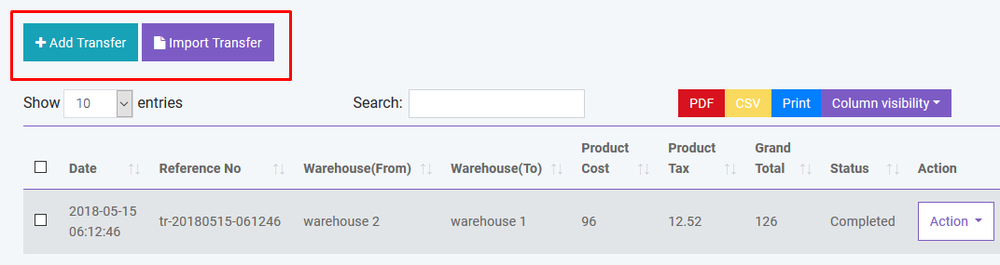 Add Transfer Import Transfer
Show 10 entries Search: PDF CSV Print Column visibility
Date Reference No Warehouse(From) Warehouse(To) Product Cost Product Tax Grand Total Status Action
2018-05-15 06:12:46 tr-20180515-061246 warehouse 2 warehouse 1 96 12.52 126 Completed Action